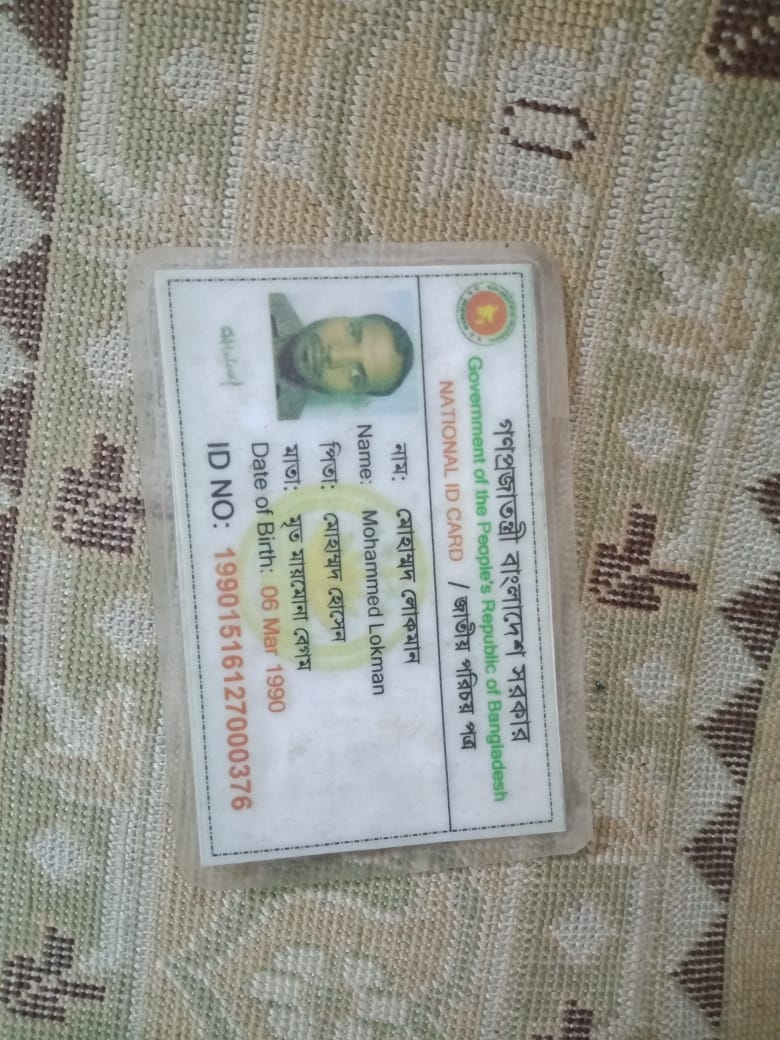 গণপ্রজাতন্ত্রী বাংলাদেশ সরকার
Government of the People's Republic of Bangladesh
NATIONAL ID CARD / জাতীয় পরিচয় পত্র
নাম: মোহাম্মদ লোকমান
Name: Mohammed Lokman
পিতা: মোহাম্মদ হোসেন
মাতা: মৃত মায়মোনা বেগম
Date of Birth: 06 Mar 1990
ID NO: 19901516127000376